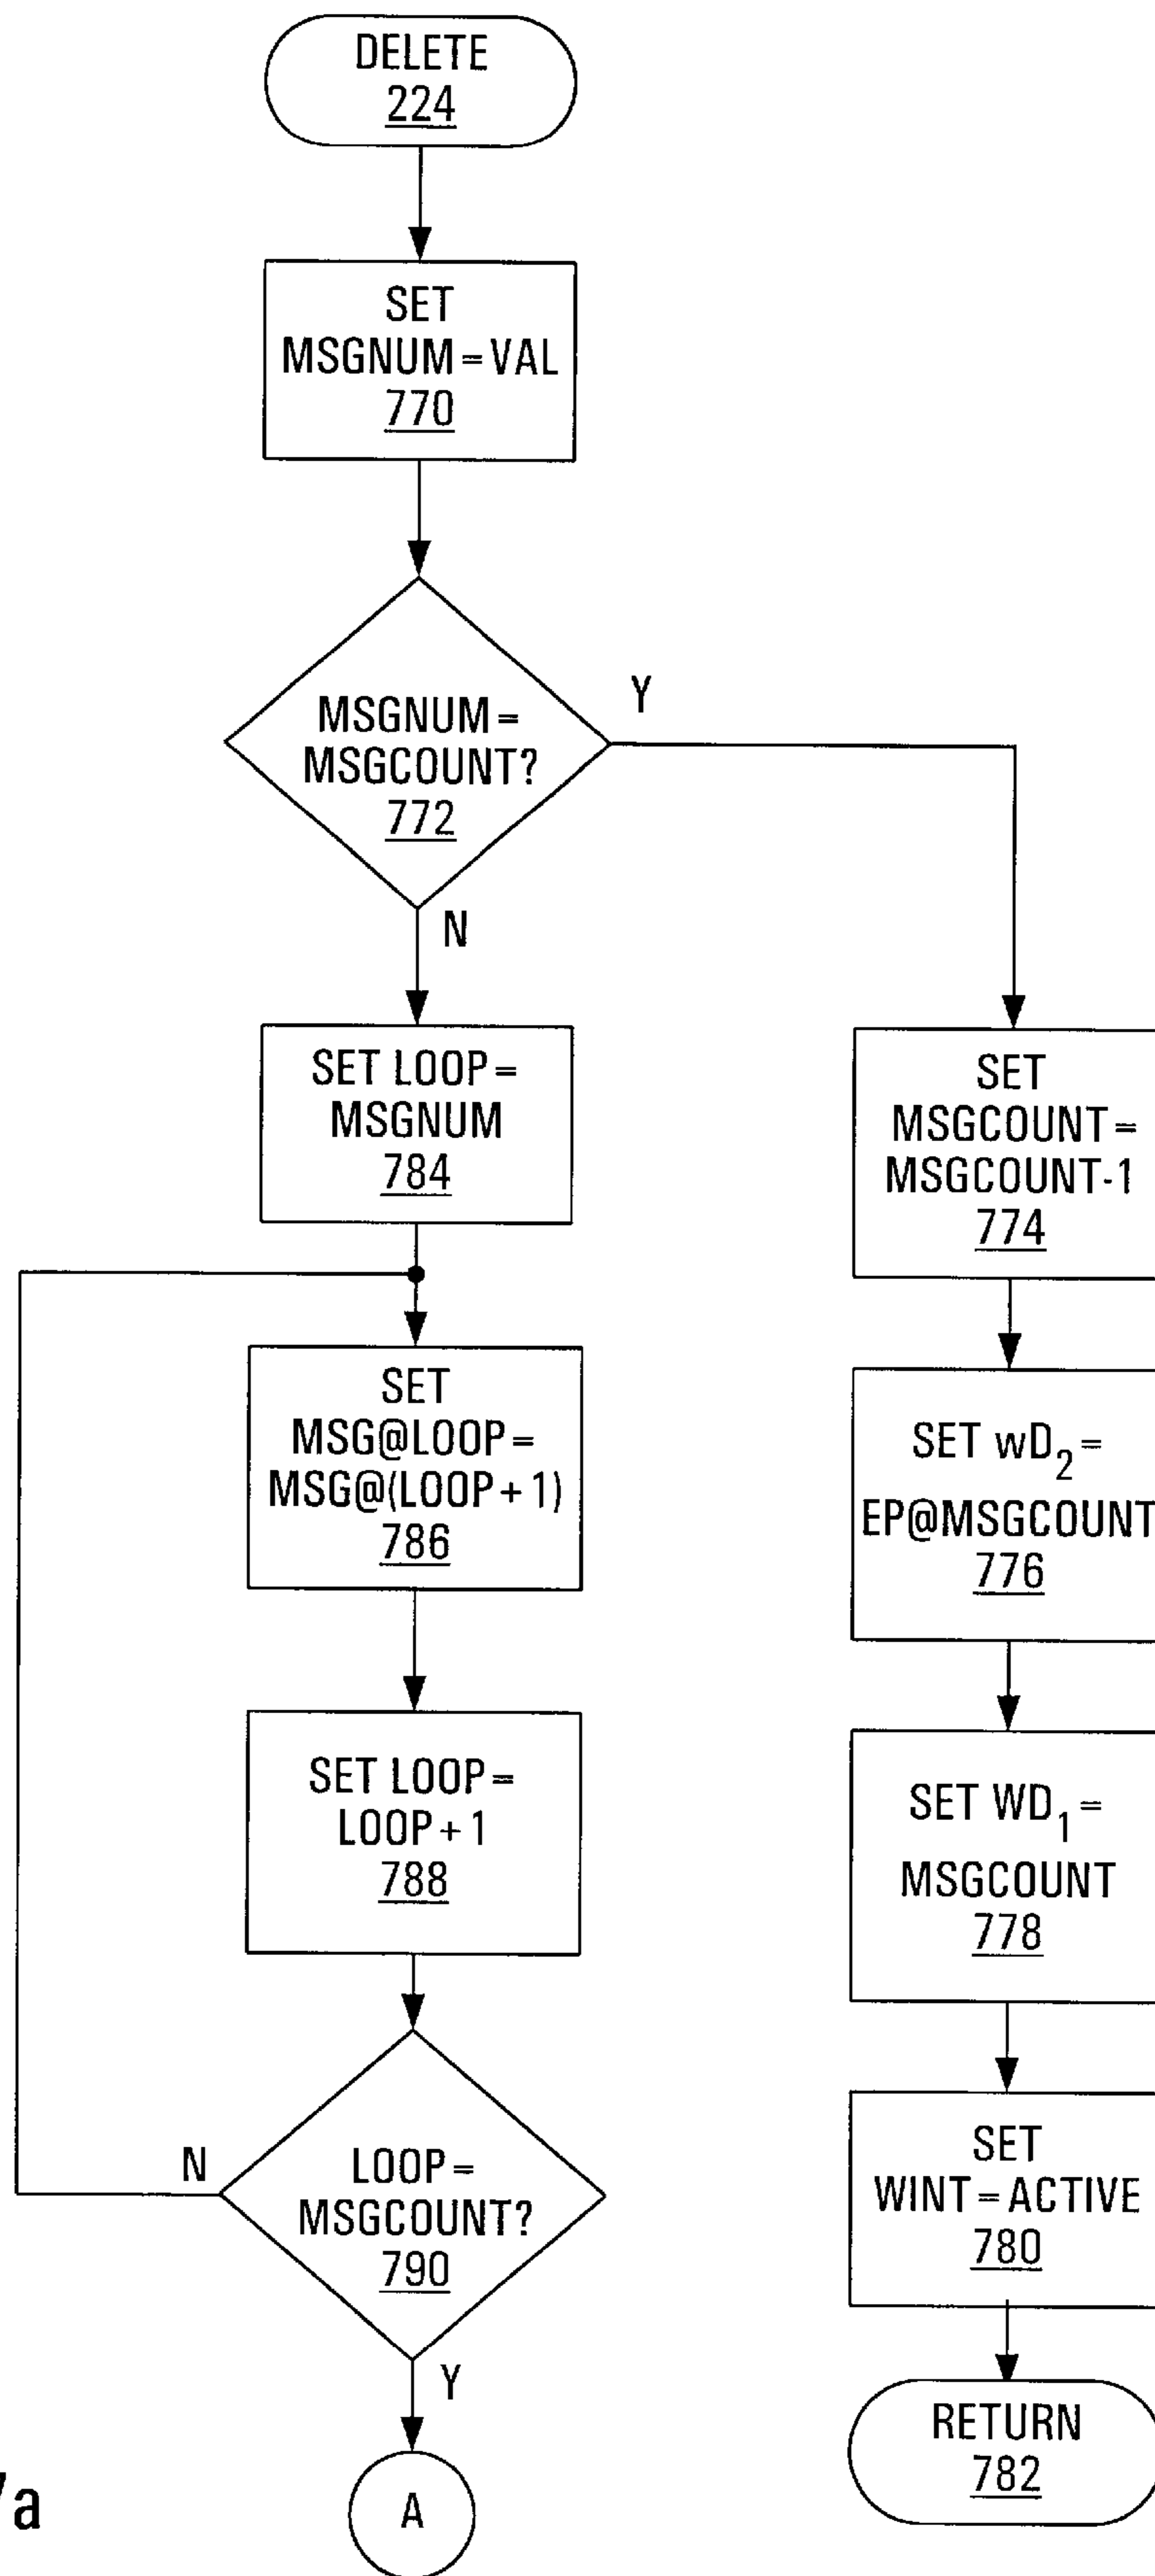 DELETE
224
SET
MSGNUM = VAL
770
MSGNUM =
MSGCOUNT?
772
Y
N
SET LOOP =
MSGNUM
784
SET
MSG@LOOP =
MSG@(LOOP + 1)
786
SET LOOP =
LOOP + 1
788
LOOP =
MSGCOUNT?
790
N
Y
A
SET
MSGCOUNT =
MSGCOUNT-1
774
SET wD2 =
EP@MSGCOUNT
776
SET WD1 =
MSGCOUNT
778
SET
WINT = ACTIVE
780
RETURN
782
7a